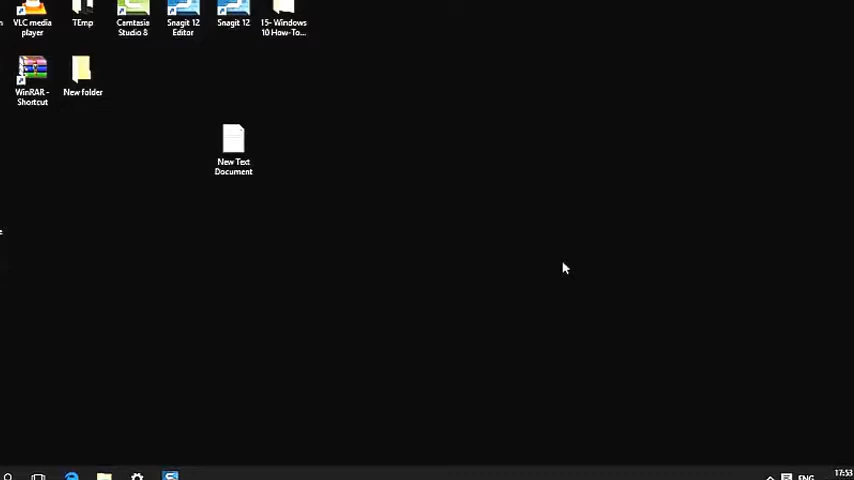 VLC media
player
TEmp
Camtasia
Studio 8
Snagit 12
Editor
Snagit 12
15- Windows
10 How-To...
WinRAR -
Shortcut
New folder
New Text
Document
ENG
17:53